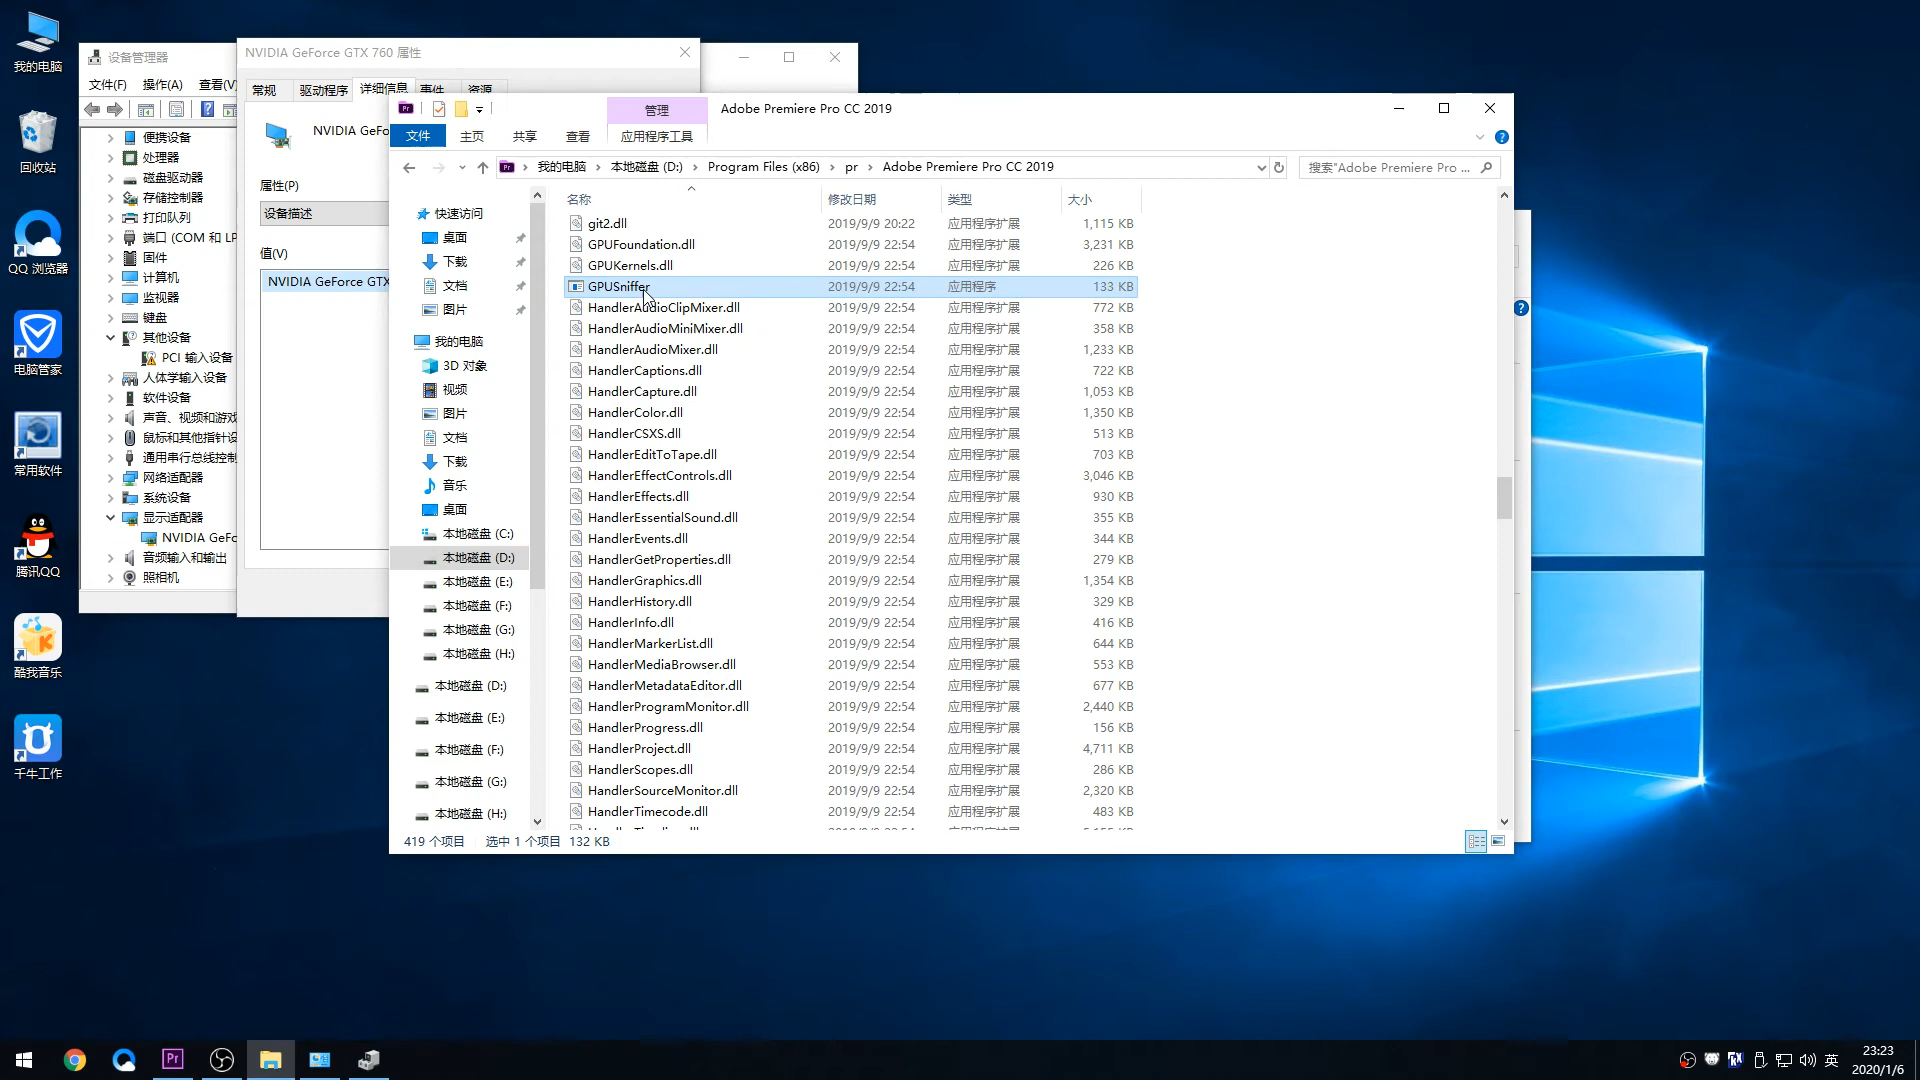 我的电脑
回收站
QQ 浏览器
电脑管家
常用软件
腾讯QQ
酷我音乐
千牛工作
设备管理器
文件(F) 操作(A) 查看(V)
便携设备
处理器
磁盘驱动器
存储控制器
打印队列
端口 (COM 和 LP
固件
计算机
监视器
键盘
其他设备
PCI 输入设备
人体学输入设备
软件设备
声音、视频和游戏
鼠标和其他指针设
通用串行总线控制
网络适配器
系统设备
显示适配器
NVIDIA GeFo
音频输入和输出
照相机
NVIDIA GeForce GTX 760 属性
常规 驱动程序 详细信息 事件 资源
NVIDIA GeFo
属性(P)
设备描述
值(V)
NVIDIA GeForce GTX
管理 Adobe Premiere Pro CC 2019
文件 主页 共享 查看 应用程序工具
我的电脑 本地磁盘 (D:) Program Files (x86) pr Adobe Premiere Pro CC 2019
搜索"Adobe Premiere Pro ...
快速访问
桌面
下载
文档
图片
我的电脑
3D 对象
视频
图片
文档
下载
音乐
桌面
本地磁盘 (C:)
本地磁盘 (D:)
本地磁盘 (E:)
本地磁盘 (F:)
本地磁盘 (G:)
本地磁盘 (H:)
本地磁盘 (D:)
本地磁盘 (E:)
本地磁盘 (F:)
本地磁盘 (G:)
本地磁盘 (H:)
名称 修改日期 类型 大小
git2.dll 2019/9/9 20:22 应用程序扩展 1,115 KB
GPUFoundation.dll 2019/9/9 22:54 应用程序扩展 3,231 KB
GPUKernels.dll 2019/9/9 22:54 应用程序扩展 226 KB
GPUSniffer 2019/9/9 22:54 应用程序 133 KB
HandlerAudioClipMixer.dll 2019/9/9 22:54 应用程序扩展 772 KB
HandlerAudioMiniMixer.dll 2019/9/9 22:54 应用程序扩展 358 KB
HandlerAudioMixer.dll 2019/9/9 22:54 应用程序扩展 1,233 KB
HandlerCaptions.dll 2019/9/9 22:54 应用程序扩展 722 KB
HandlerCapture.dll 2019/9/9 22:54 应用程序扩展 1,053 KB
HandlerColor.dll 2019/9/9 22:54 应用程序扩展 1,350 KB
HandlerCSXS.dll 2019/9/9 22:54 应用程序扩展 513 KB
HandlerEditToTape.dll 2019/9/9 22:54 应用程序扩展 703 KB
HandlerEffectControls.dll 2019/9/9 22:54 应用程序扩展 3,046 KB
HandlerEffects.dll 2019/9/9 22:54 应用程序扩展 930 KB
HandlerEssentialSound.dll 2019/9/9 22:54 应用程序扩展 355 KB
HandlerEvents.dll 2019/9/9 22:54 应用程序扩展 344 KB
HandlerGetProperties.dll 2019/9/9 22:54 应用程序扩展 279 KB
HandlerGraphics.dll 2019/9/9 22:54 应用程序扩展 1,354 KB
HandlerHistory.dll 2019/9/9 22:54 应用程序扩展 329 KB
HandlerInfo.dll 2019/9/9 22:54 应用程序扩展 416 KB
HandlerMarkerList.dll 2019/9/9 22:54 应用程序扩展 644 KB
HandlerMediaBrowser.dll 2019/9/9 22:54 应用程序扩展 553 KB
HandlerMetadataEditor.dll 2019/9/9 22:54 应用程序扩展 677 KB
HandlerProgramMonitor.dll 2019/9/9 22:54 应用程序扩展 2,440 KB
HandlerProgress.dll 2019/9/9 22:54 应用程序扩展 156 KB
HandlerProject.dll 2019/9/9 22:54 应用程序扩展 4,711 KB
HandlerScopes.dll 2019/9/9 22:54 应用程序扩展 286 KB
HandlerSourceMonitor.dll 2019/9/9 22:54 应用程序扩展 2,320 KB
HandlerTimecode.dll 2019/9/9 22:54 应用程序扩展 483 KB
419 个项目 选中 1 个项目 132 KB
Pr
英
23:23
2020/1/6